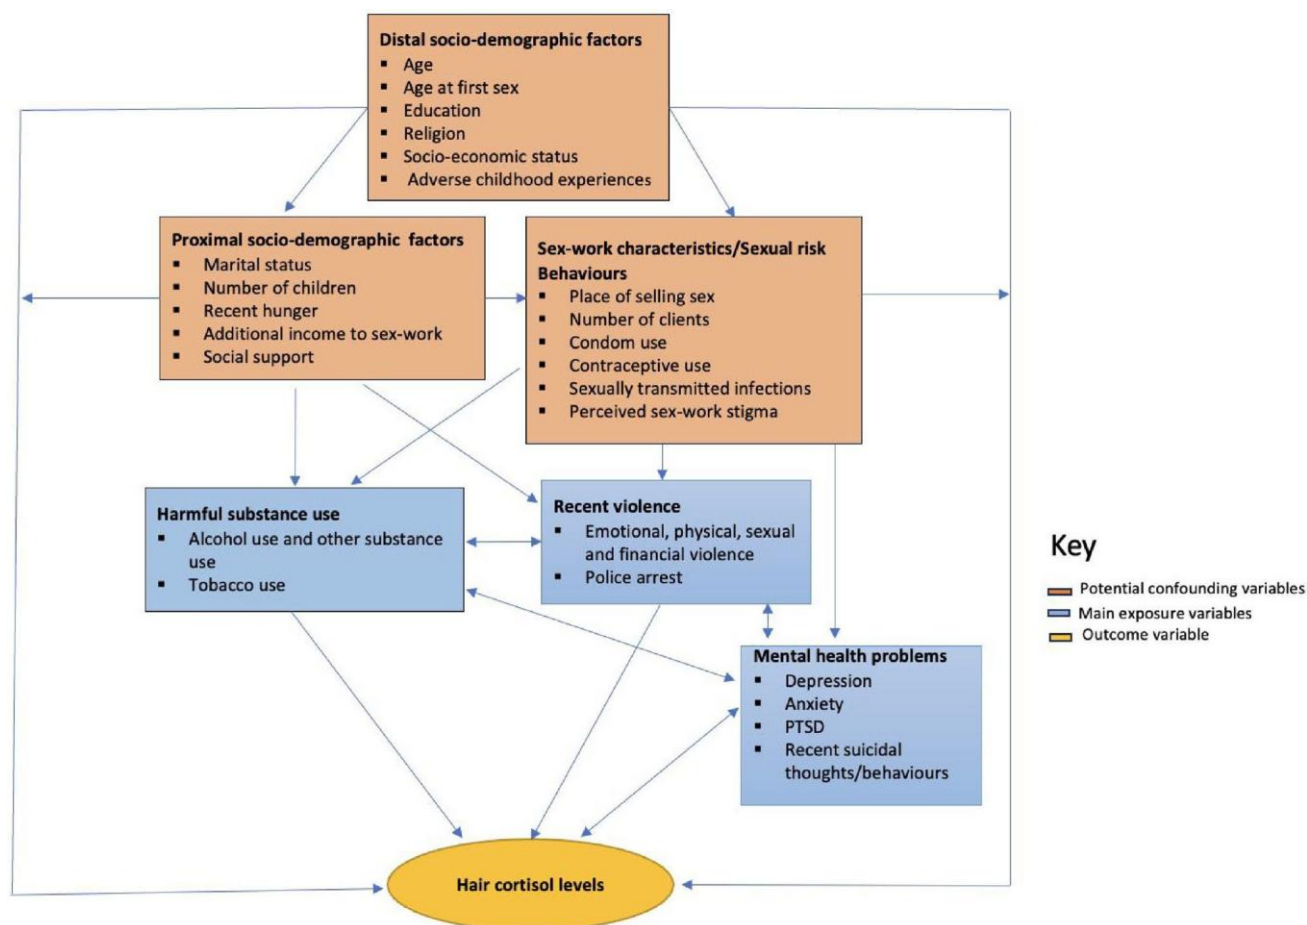 Distal socio-demographic factors
▪ Age
▪ Age at first sex
▪ Education
▪ Religion
▪ Socio-economic status
▪ Adverse childhood experiences
Proximal socio-demographic factors
▪ Marital status
▪ Number of children
▪ Recent hunger
▪ Additional income to sex-work
▪ Social support
Sex-work characteristics/Sexual risk
Behaviours
▪ Place of selling sex
▪ Number of clients
▪ Condom use
▪ Contraceptive use
▪ Sexually transmitted infections
▪ Perceived sex-work stigma
Harmful substance use
▪ Alcohol use and other substance
use
▪ Tobacco use
Recent violence
▪ Emotional, physical, sexual
and financial violence
▪ Police arrest
Mental health problems
▪ Depression
▪ Anxiety
▪ PTSD
▪ Recent suicidal
thoughts/behaviours
Hair cortisol levels
Key
Potential confounding variables
Main exposure variables
Outcome variable